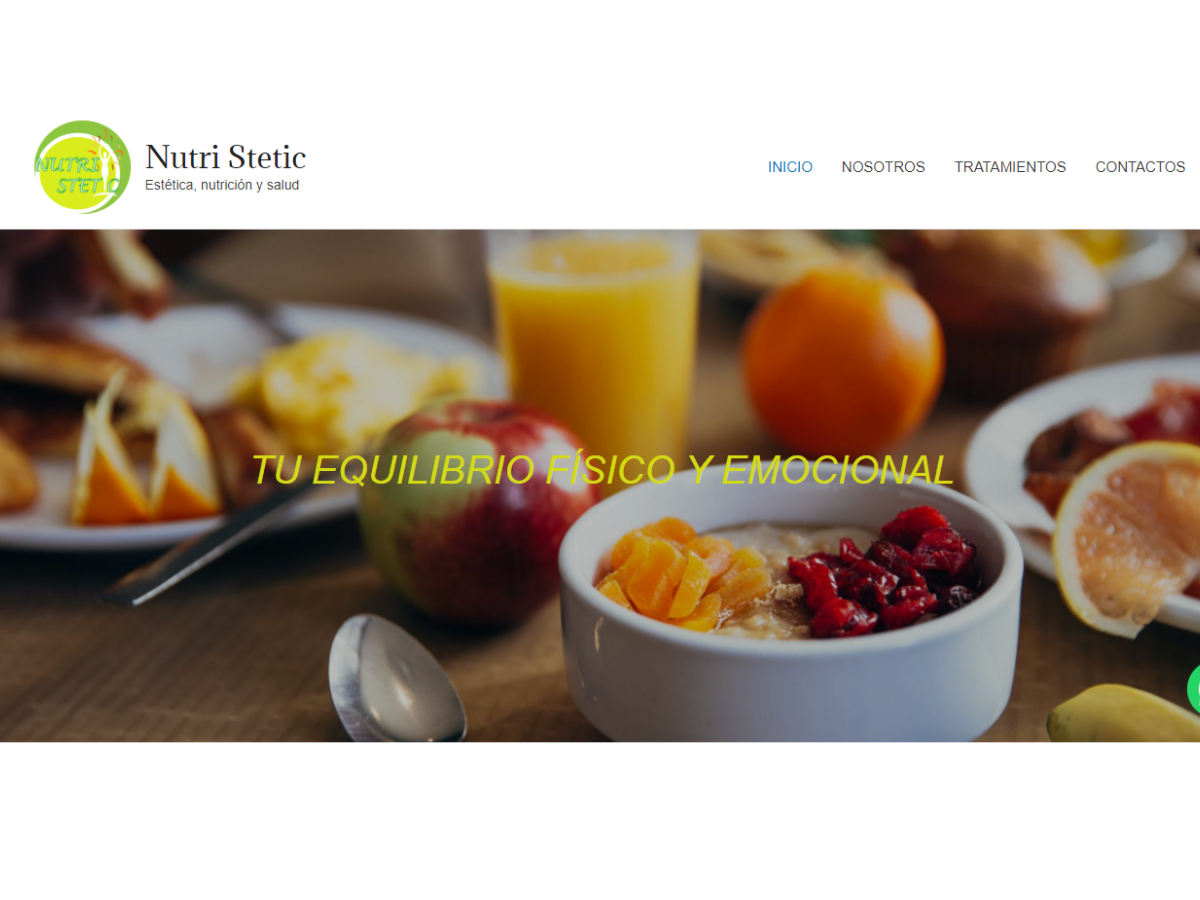 NUTRI
STETIC
Nutri Stetic
Estética, nutrición y salud
INICIO NOSOTROS TRATAMIENTOS CONTACTOS
TU EQUILIBRIO FÍSICO Y EMOCIONAL